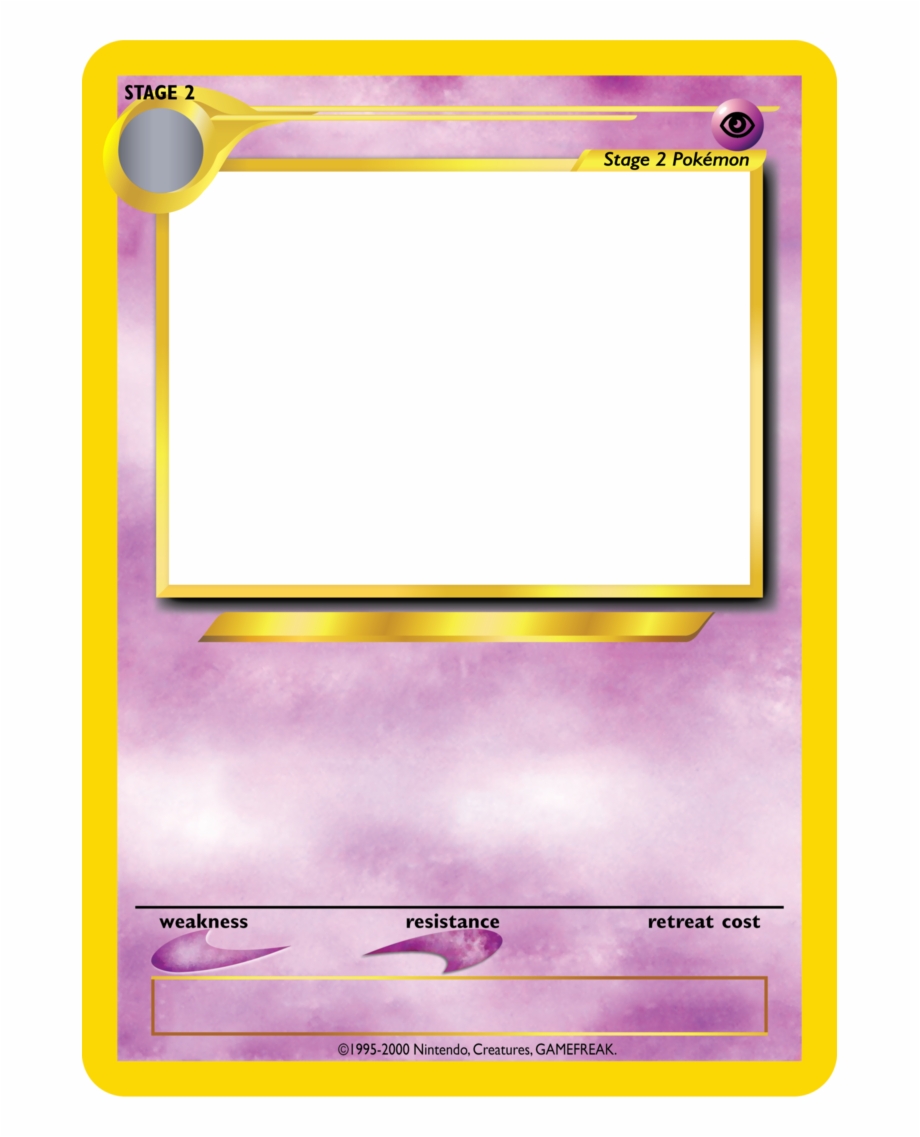 STAGE 2
Stage 2 Pokémon
weakness resistance retreat cost
©1995-2000 Nintendo, Creatures, GAMEFREAK.